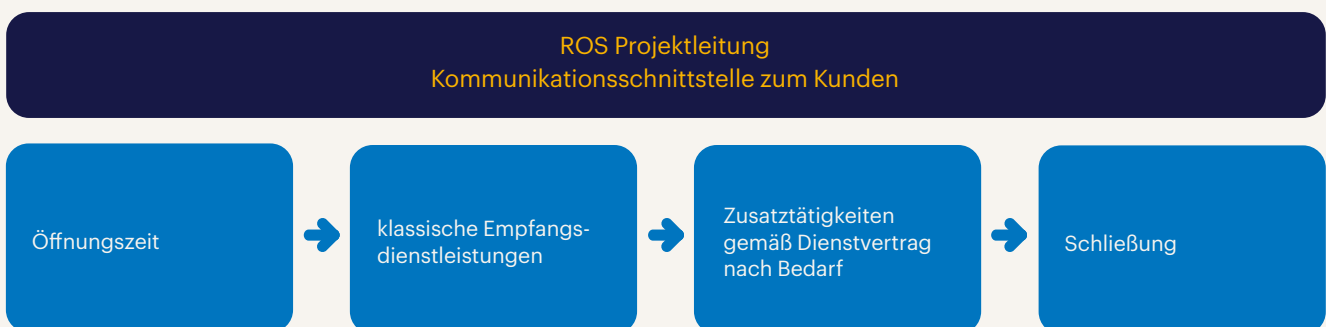 ROS Projektleitung
Kommunikationsschnittstelle zum Kunden
Öffnungszeit
klassische Empfangs-
dienstleistungen
Zusatztätigkeiten
gemäß Dienstvertrag
nach Bedarf
Schließung